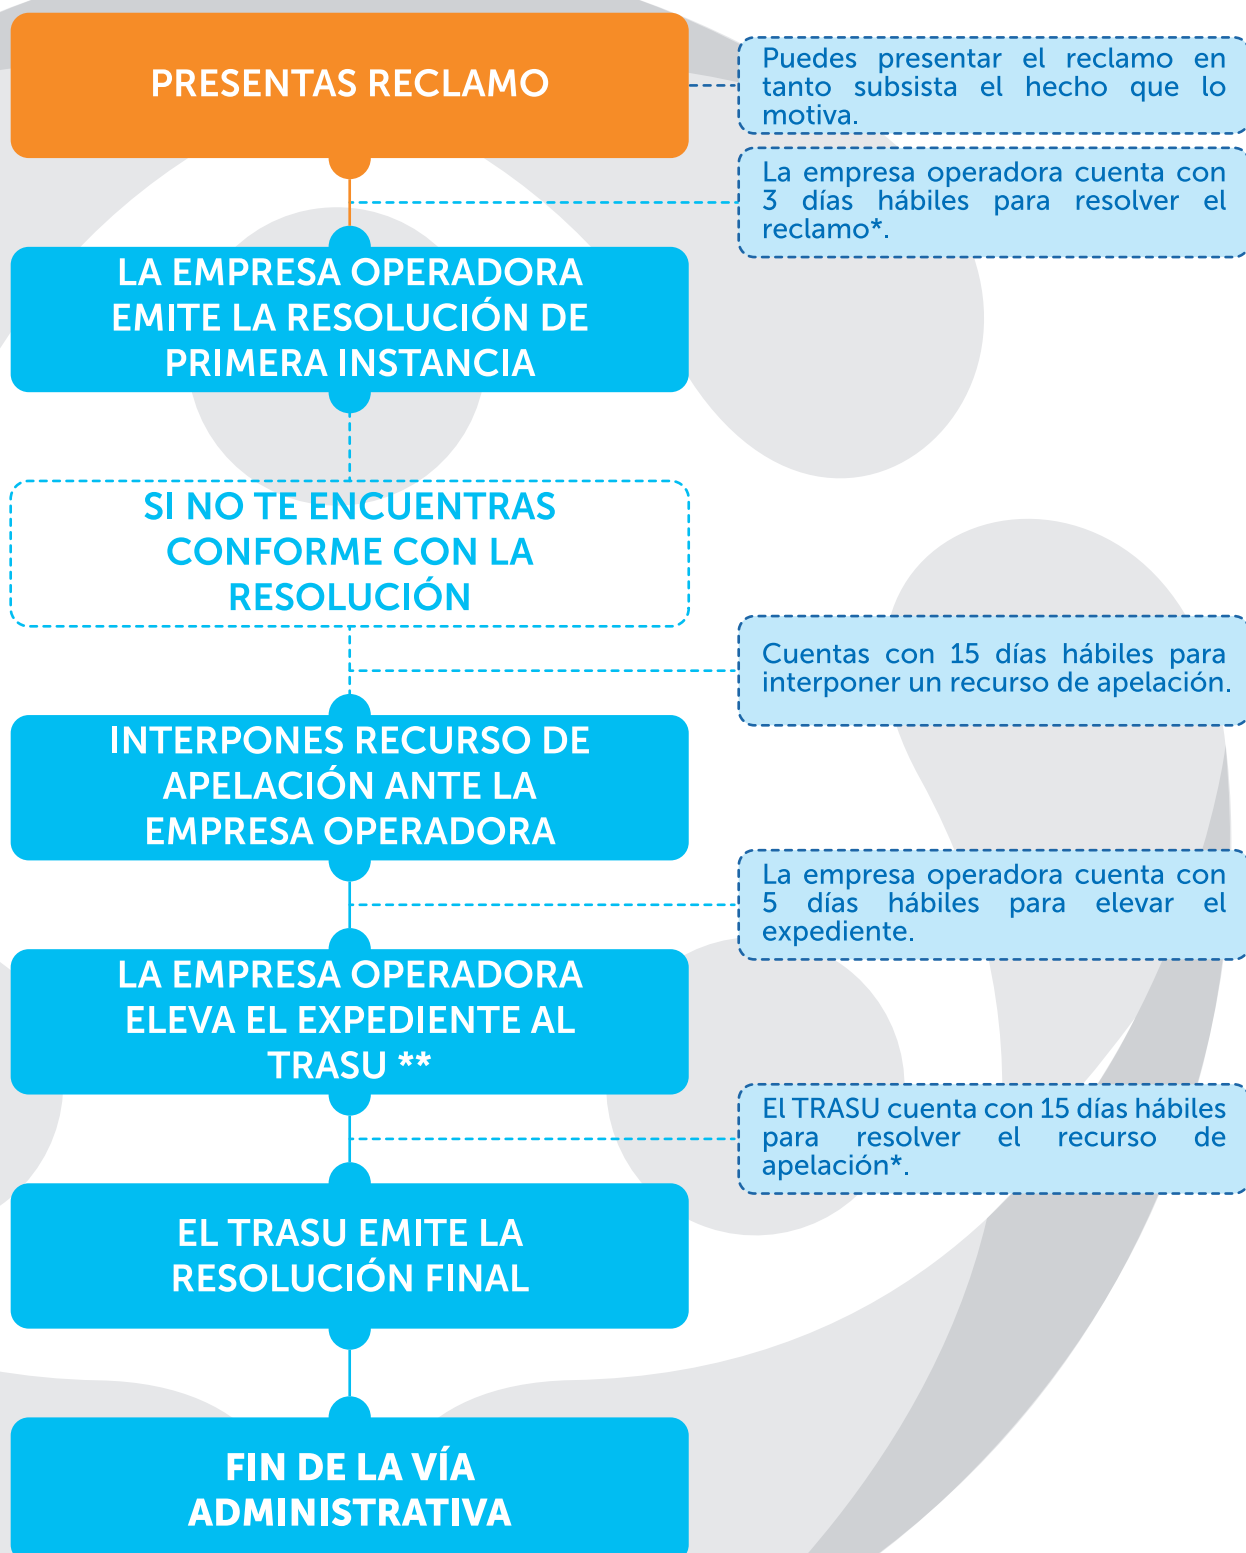 PRESENTAS RECLAMO
Puedes presentar el reclamo en
tanto subsista el hecho que lo
motiva.
La empresa operadora cuenta con
3 días hábiles para resolver el
reclamo*.
LA EMPRESA OPERADORA
EMITE LA RESOLUCIÓN DE
PRIMERA INSTANCIA
SI NO TE ENCUENTRAS
CONFORME CON LA
RESOLUCIÓN
Cuentas con 15 días hábiles para
interponer un recurso de apelación.
INTERPONES RECURSO DE
APELACIÓN ANTE LA
EMPRESA OPERADORA
La empresa operadora cuenta con
5 días hábiles para elevar el
expediente.
LA EMPRESA OPERADORA
ELEVA EL EXPEDIENTE AL
TRASU **
El TRASU cuenta con 15 días hábiles
para resolver el recurso de
apelación*.
EL TRASU EMITE LA
RESOLUCIÓN FINAL
FIN DE LA VÍA
ADMINISTRATIVA